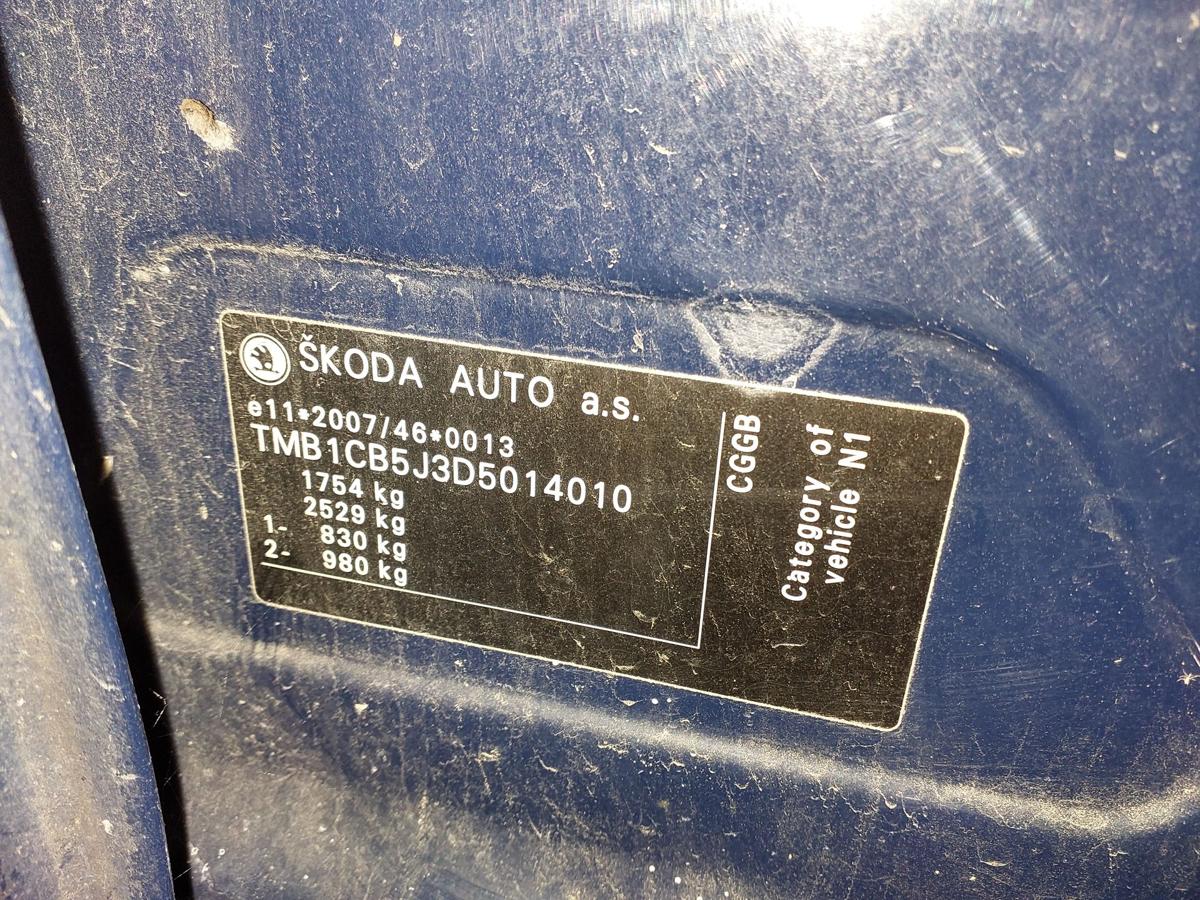 ŠKODA AUTO a.s.
e11*2007/46*0013
TMB1CB5J3D5014010
1754 kg
2529 kg
1- 830 kg
2- 980 kg
CGGB
Category of
vehicle N1